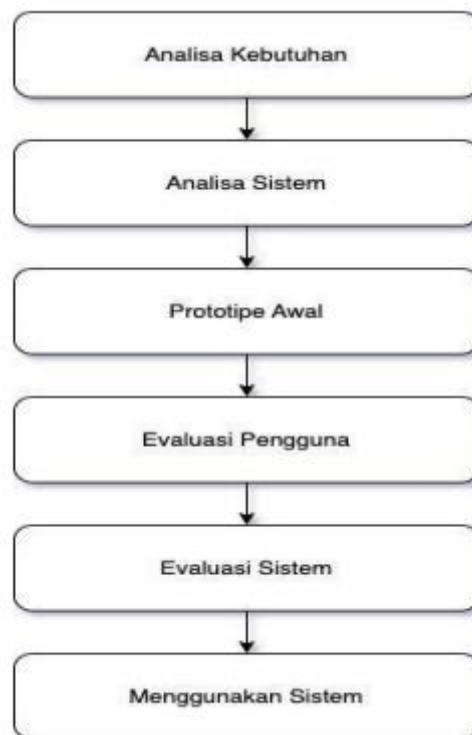 Analisa Kebutuhan
Analisa Sistem
Prototipe Awal
Evaluasi Pengguna
Evaluasi Sistem
Menggunakan Sistem